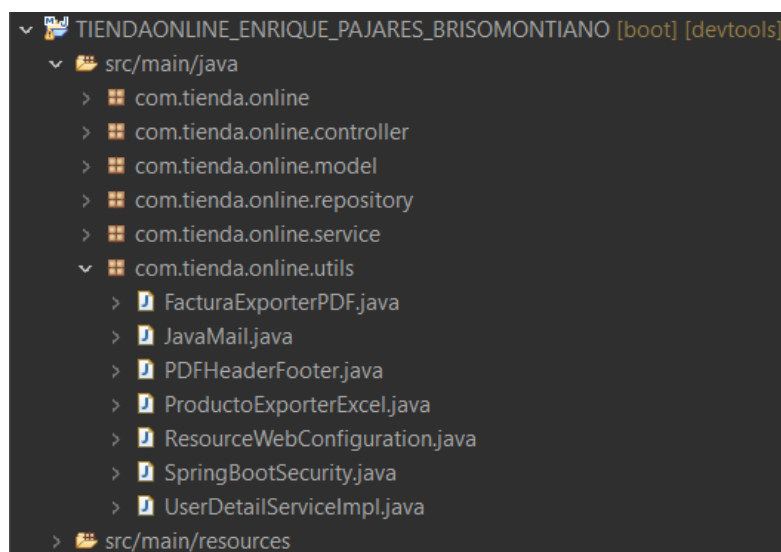 TIENDAONLINE_ENRIQUE_PAJARES_BRISOMONTIANO [boot] [devtools]
src/main/java
com.tienda.online
com.tienda.online.controller
com.tienda.online.model
com.tienda.online.repository
com.tienda.online.service
com.tienda.online.utils
FacturaExporterPDF.java
JavaMail.java
PDFHeaderFooter.java
ProductoExporterExcel.java
ResourceWebConfiguration.java
SpringBootSecurity.java
UserDetailServiceImpl.java
src/main/resources